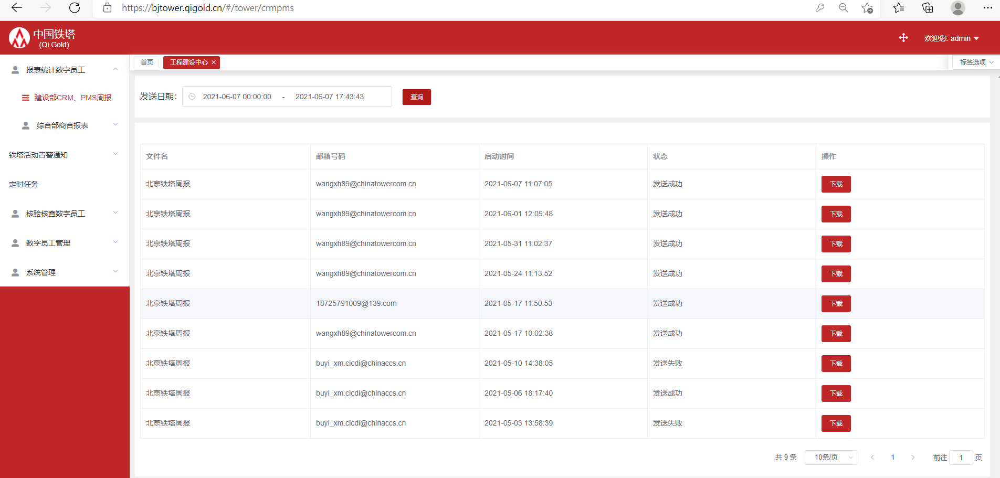 https://bjtower.qigold.cn/#/tower/crmpms
中国铁塔
(Qi Gold)
欢迎您: admin
报表统计数字员工
建设部CRM、PMS周报
综合部商合报表
铁塔活动告警通知
定时任务
核验核查数字员工
数字员工管理
系统管理
首页 工程建设中心 × 标签选项
发送日期: 2021-06-07 00:00:00 - 2021-06-07 17:43:43 查询
文件名 邮箱号码 启动时间 状态 操作
北京铁塔周报 wangxh89@chinatowercom.cn 2021-06-07 11:07:05 发送成功 下载
北京铁塔周报 wangxh89@chinatowercom.cn 2021-06-01 12:09:48 发送成功 下载
北京铁塔周报 wangxh89@chinatowercom.cn 2021-05-31 11:02:37 发送成功 下载
北京铁塔周报 wangxh89@chinatowercom.cn 2021-05-24 11:13:52 发送成功 下载
北京铁塔周报 18725791009@139.com 2021-05-17 11:50:53 发送成功 下载
北京铁塔周报 wangxh89@chinatowercom.cn 2021-05-17 10:02:38 发送成功 下载
北京铁塔周报 buyi_xm.cicdi@chinaccs.cn 2021-05-10 14:38:05 发送失败 下载
北京铁塔周报 buyi_xm.cicdi@chinaccs.cn 2021-05-06 18:17:40 发送成功 下载
北京铁塔周报 buyi_xm.cicdi@chinaccs.cn 2021-05-03 13:58:39 发送失败 下载
共 9 条 10条/页 1 前往 1 页